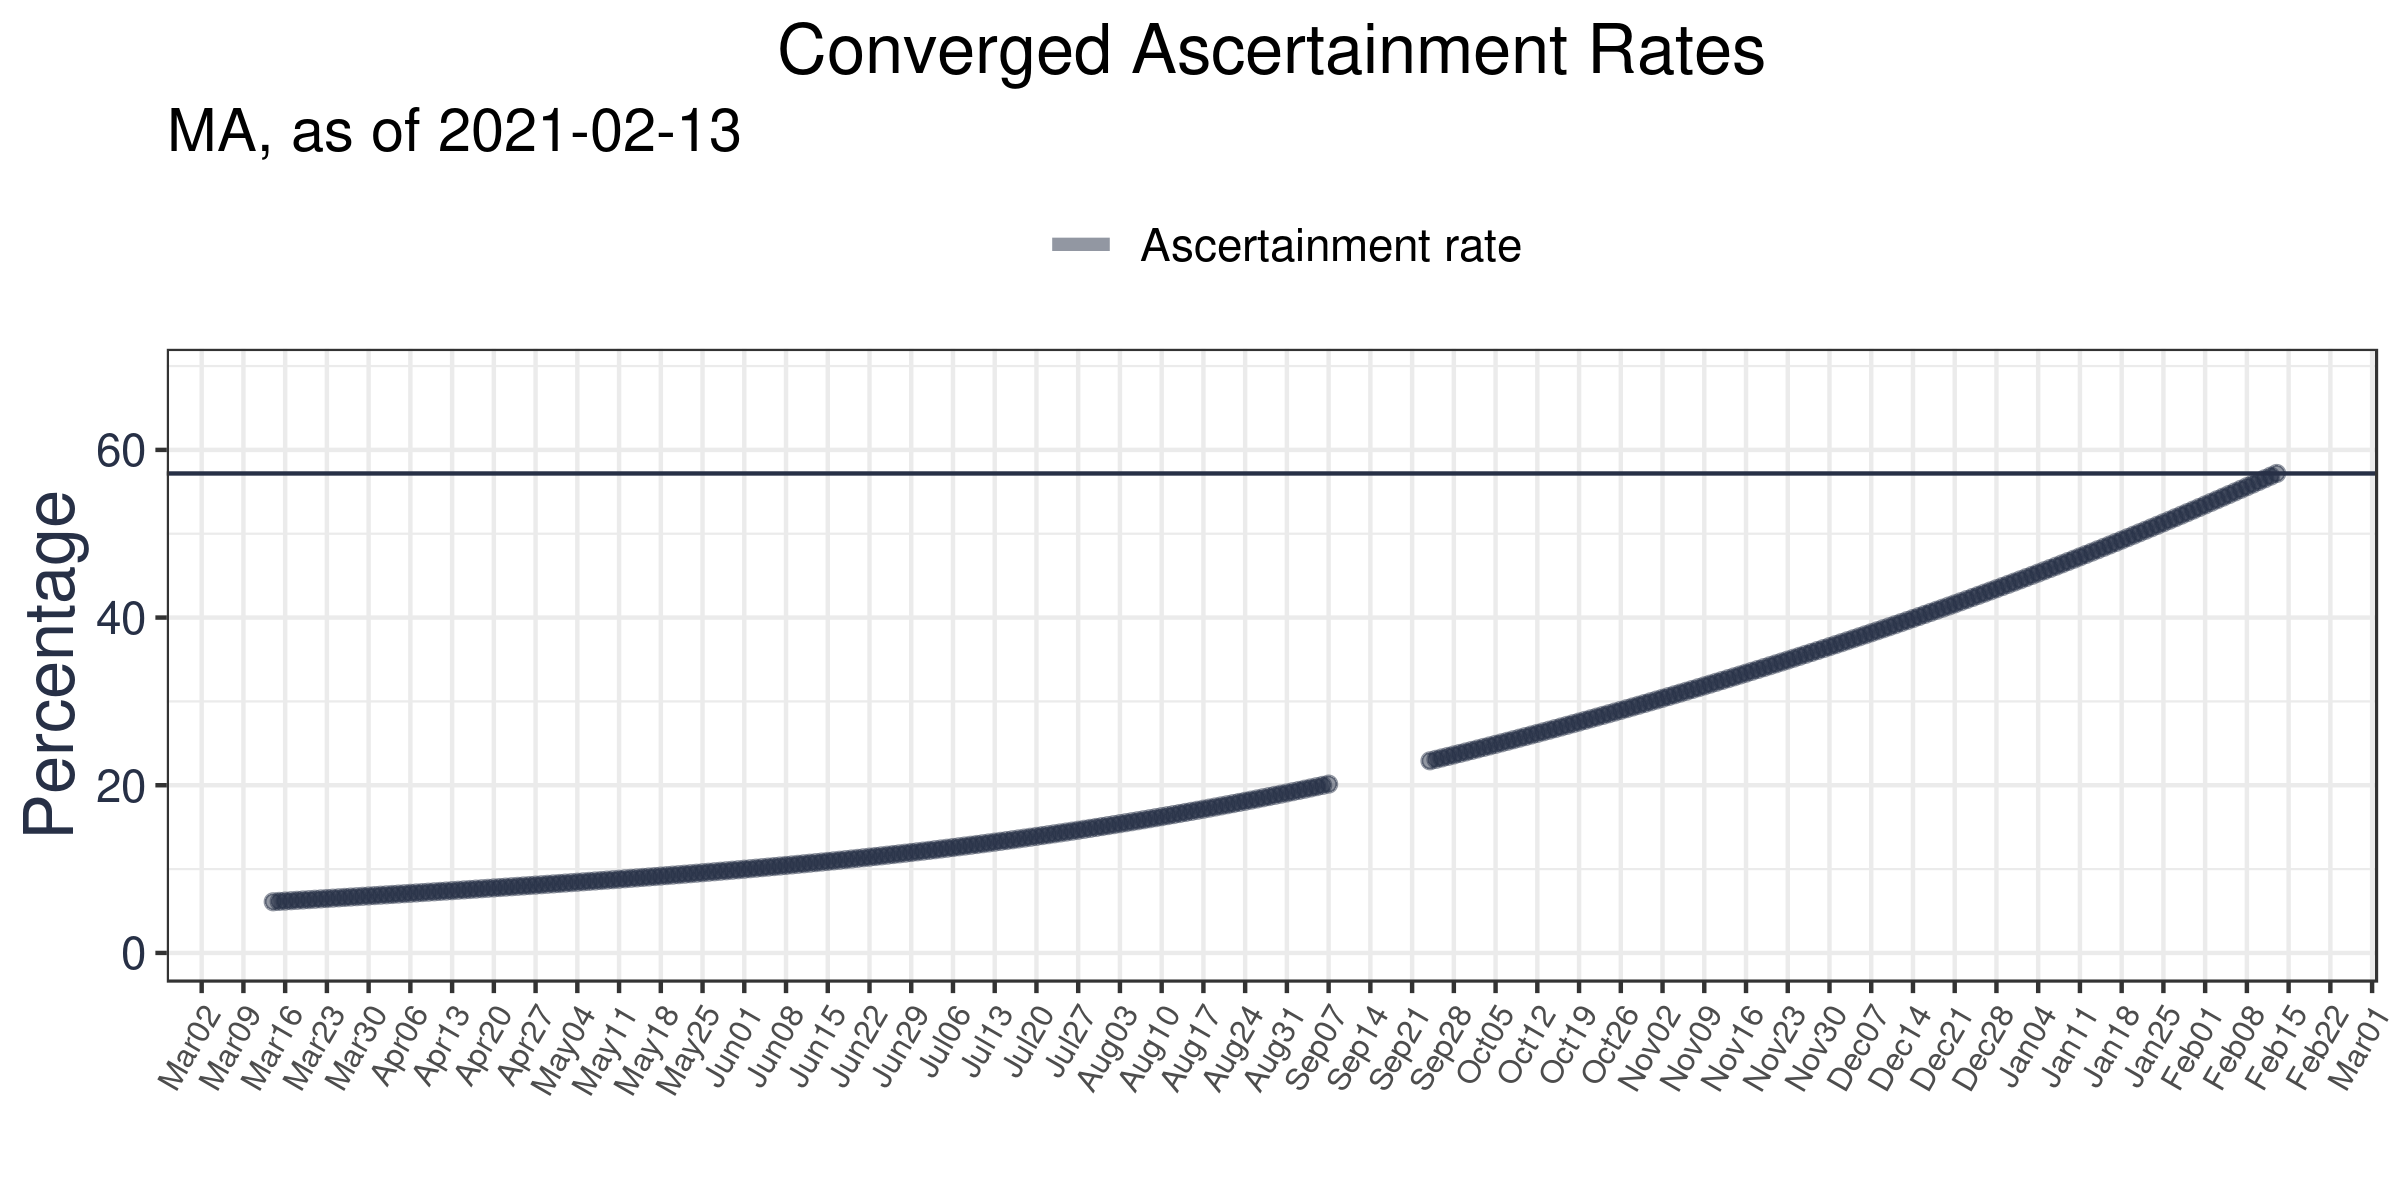 Converged Ascertainment Rates
MA, as of 2021-02-13
Ascertainment rate
Percentage
60
40
20
0
Mar02 Mar09 Mar16 Mar23 Mar30 Apr06 Apr13 Apr20 Apr27 May04 May11 May18 May25 Jun01 Jun08 Jun15 Jun22 Jun29 Jul06 Jul13 Jul20 Jul27 Aug03 Aug10 Aug17 Aug24 Aug31 Sep07 Sep14 Sep21 Sep28 Oct05 Oct12 Oct19 Oct26 Nov02 Nov09 Nov16 Nov23 Nov30 Dec07 Dec14 Dec21 Dec28 Jan04 Jan11 Jan18 Jan25 Feb01 Feb08 Feb15 Feb22 Mar01